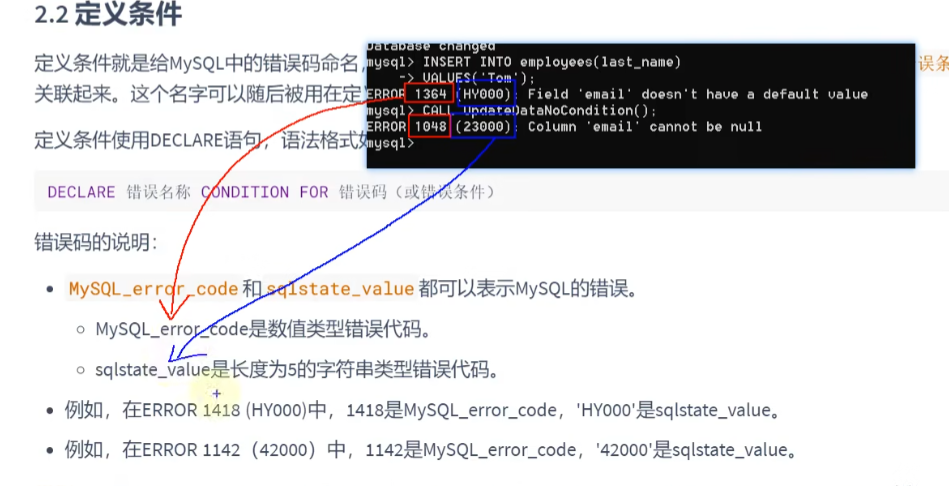 2.2 定义条件
定义条件就是给MySQL中的错误码命名,
误条
关联起来。这个名字可以随后被用在定
定义条件使用DECLARE语句，语法格式如
Database changed
mysql> INSERT INTO employees(last_name)
-> VALUES('Tom');
ERROR 1364 (HY000): Field 'email' doesn't have a default value
mysql> CALL UpdateDataNoCondition();
ERROR 1048 (23000): Column 'email' cannot be null
mysql>
DECLARE 错误名称 CONDITION FOR 错误码（或错误条件）
错误码的说明：
• MySQL_error_code 和 sqlstate_value 都可以表示MySQL的错误。
○ MySQL_error_code是数值类型错误代码。
○ sqlstate_value是长度为5的字符串类型错误代码。
• 例如，在ERROR 1418 (HY000)中，1418是MySQL_error_code，'HY000'是sqlstate_value。
• 例如，在ERROR 1142（42000）中，1142是MySQL_error_code，'42000'是sqlstate_value。